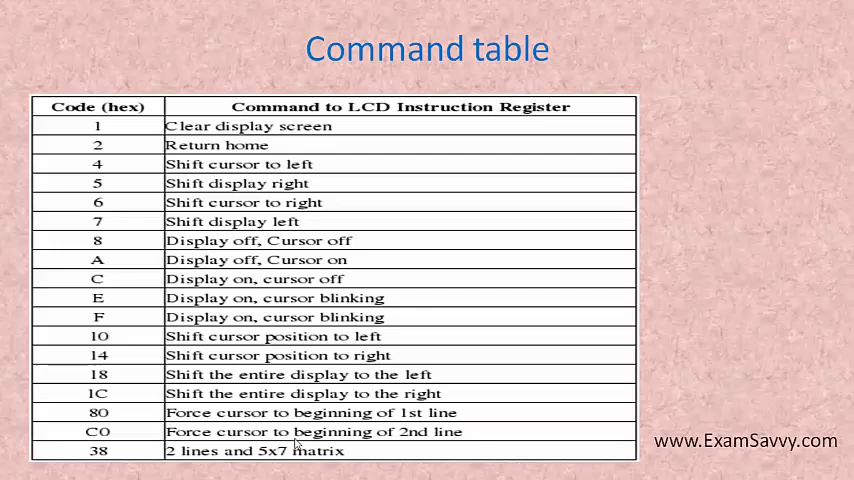 Command table
Code (hex) Command to LCD Instruction Register
1 Clear display screen
2 Return home
4 Shift cursor to left
5 Shift display right
6 Shift cursor to right
7 Shift display left
8 Display off, Cursor off
A Display off, Cursor on
C Display on, cursor off
E Display on, cursor blinking
F Display on, cursor blinking
10 Shift cursor position to left
14 Shift cursor position to right
18 Shift the entire display to the left
1C Shift the entire display to the right
80 Force cursor to beginning of 1st line
C0 Force cursor to beginning of 2nd line
38 2 lines and 5x7 matrix
www.ExamSavvy.com